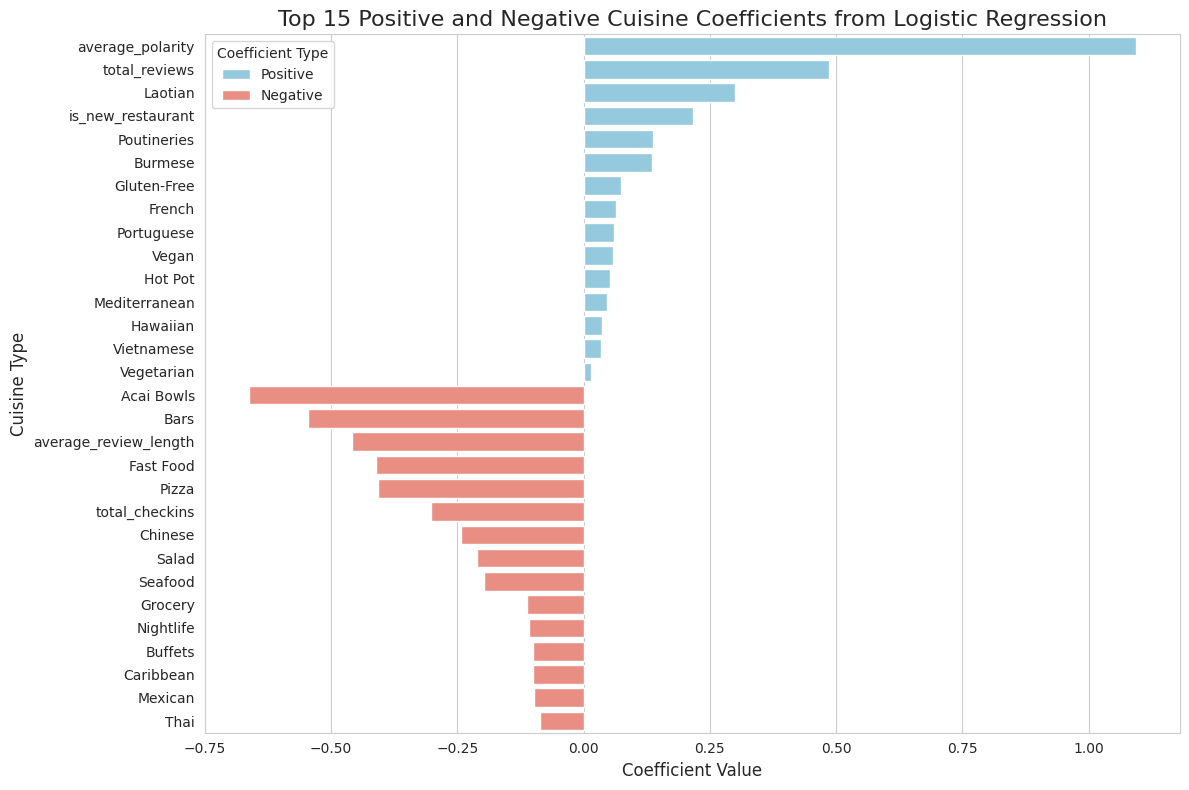 Top 15 Positive and Negative Cuisine Coefficients from Logistic Regression
Coefficient Type
Positive
Negative
Cuisine Type
average_polarity
total_reviews
Laotian
is_new_restaurant
Poutineries
Burmese
Gluten-Free
French
Portuguese
Vegan
Hot Pot
Mediterranean
Hawaiian
Vietnamese
Vegetarian
Acai Bowls
Bars
average_review_length
Fast Food
Pizza
total_checkins
Chinese
Salad
Seafood
Grocery
Nightlife
Buffets
Caribbean
Mexican
Thai
−0.75 −0.50 −0.25 0.00 0.25 0.50 0.75 1.00
Coefficient Value